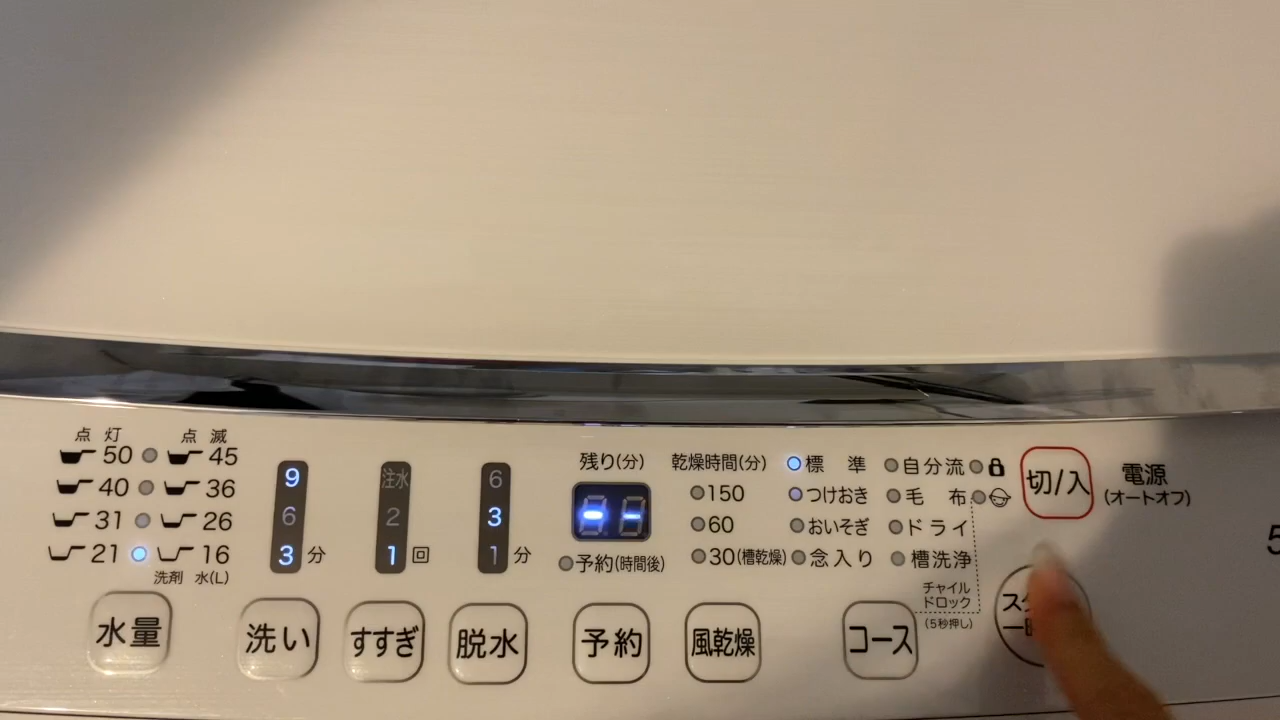 点灯 点滅
50 45
40 36
31 26
21 16
洗剤 水(L)
水量
9
6
3 分
洗い
注水
2
1 回
すすぎ
6
3
1 分
脱水
残り(分)
--
予約(時間後)
予約
乾燥時間(分)
150
60
30(槽乾燥)
風乾燥
標準 自分流
つけおき 毛布
おいそぎ ドライ
念入り 槽洗浄
チャイル
ドロック
(5秒押し)
コース
切/入
電源
(オートオフ)